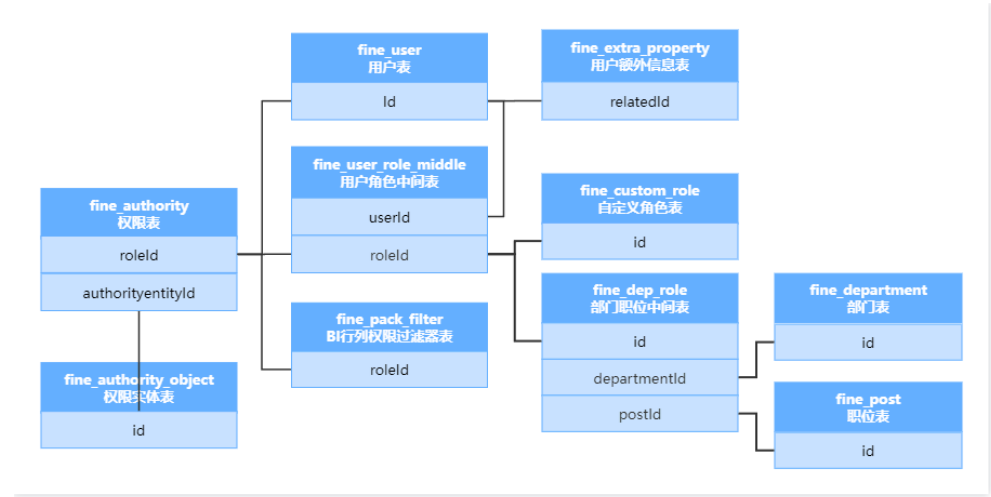 fine_user
用户表
Id
fine_extra_property
用户额外信息表
relatedId
fine_user_role_middle
用户角色中间表
userId
roleId
fine_authority
权限表
roleId
authorityentityId
fine_custom_role
自定义角色表
id
fine_dep_role
部门职位中间表
id
departmentId
postId
fine_department
部门表
id
fine_pack_filter
BI行列权限过滤器表
roleId
fine_authority_object
权限实体表
id
fine_post
职位表
id